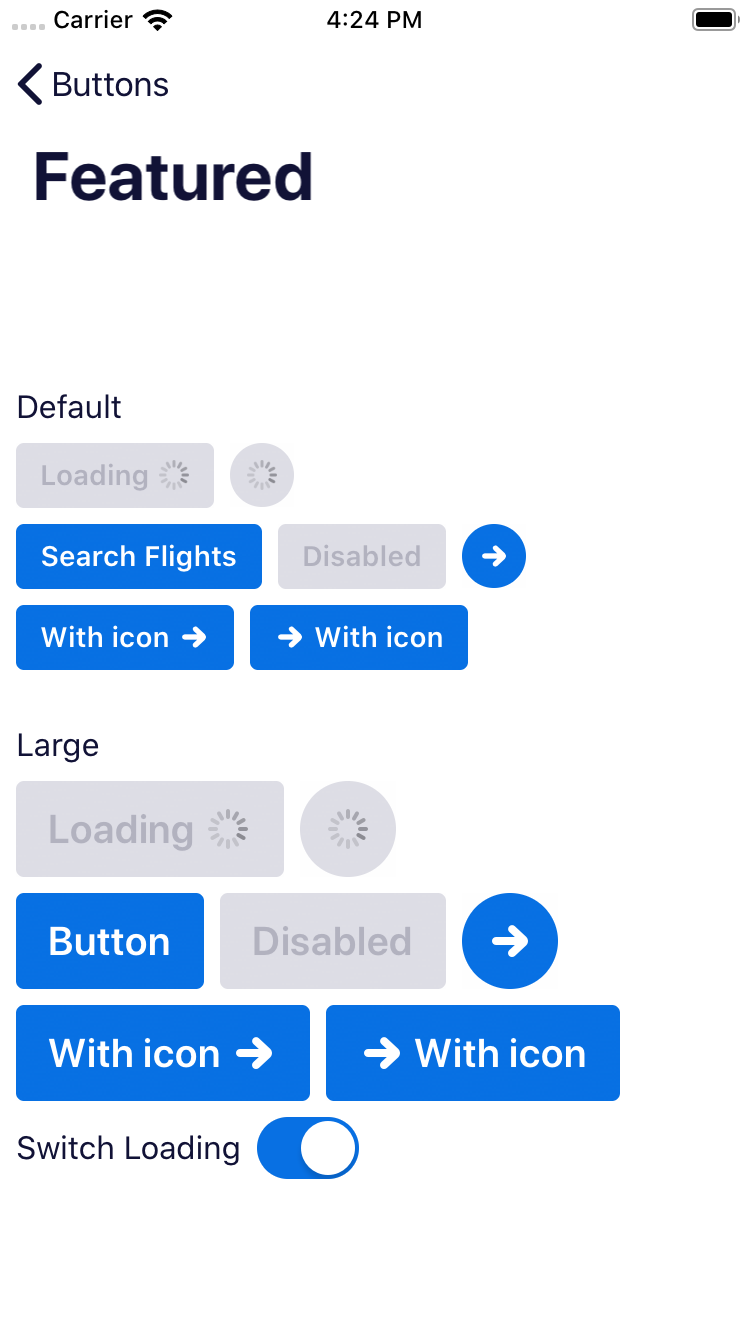 Carrier 4:24 PM
Buttons
Featured
Default
Loading
Search Flights Disabled
With icon With icon
Large
Loading
Button Disabled
With icon With icon
Switch Loading